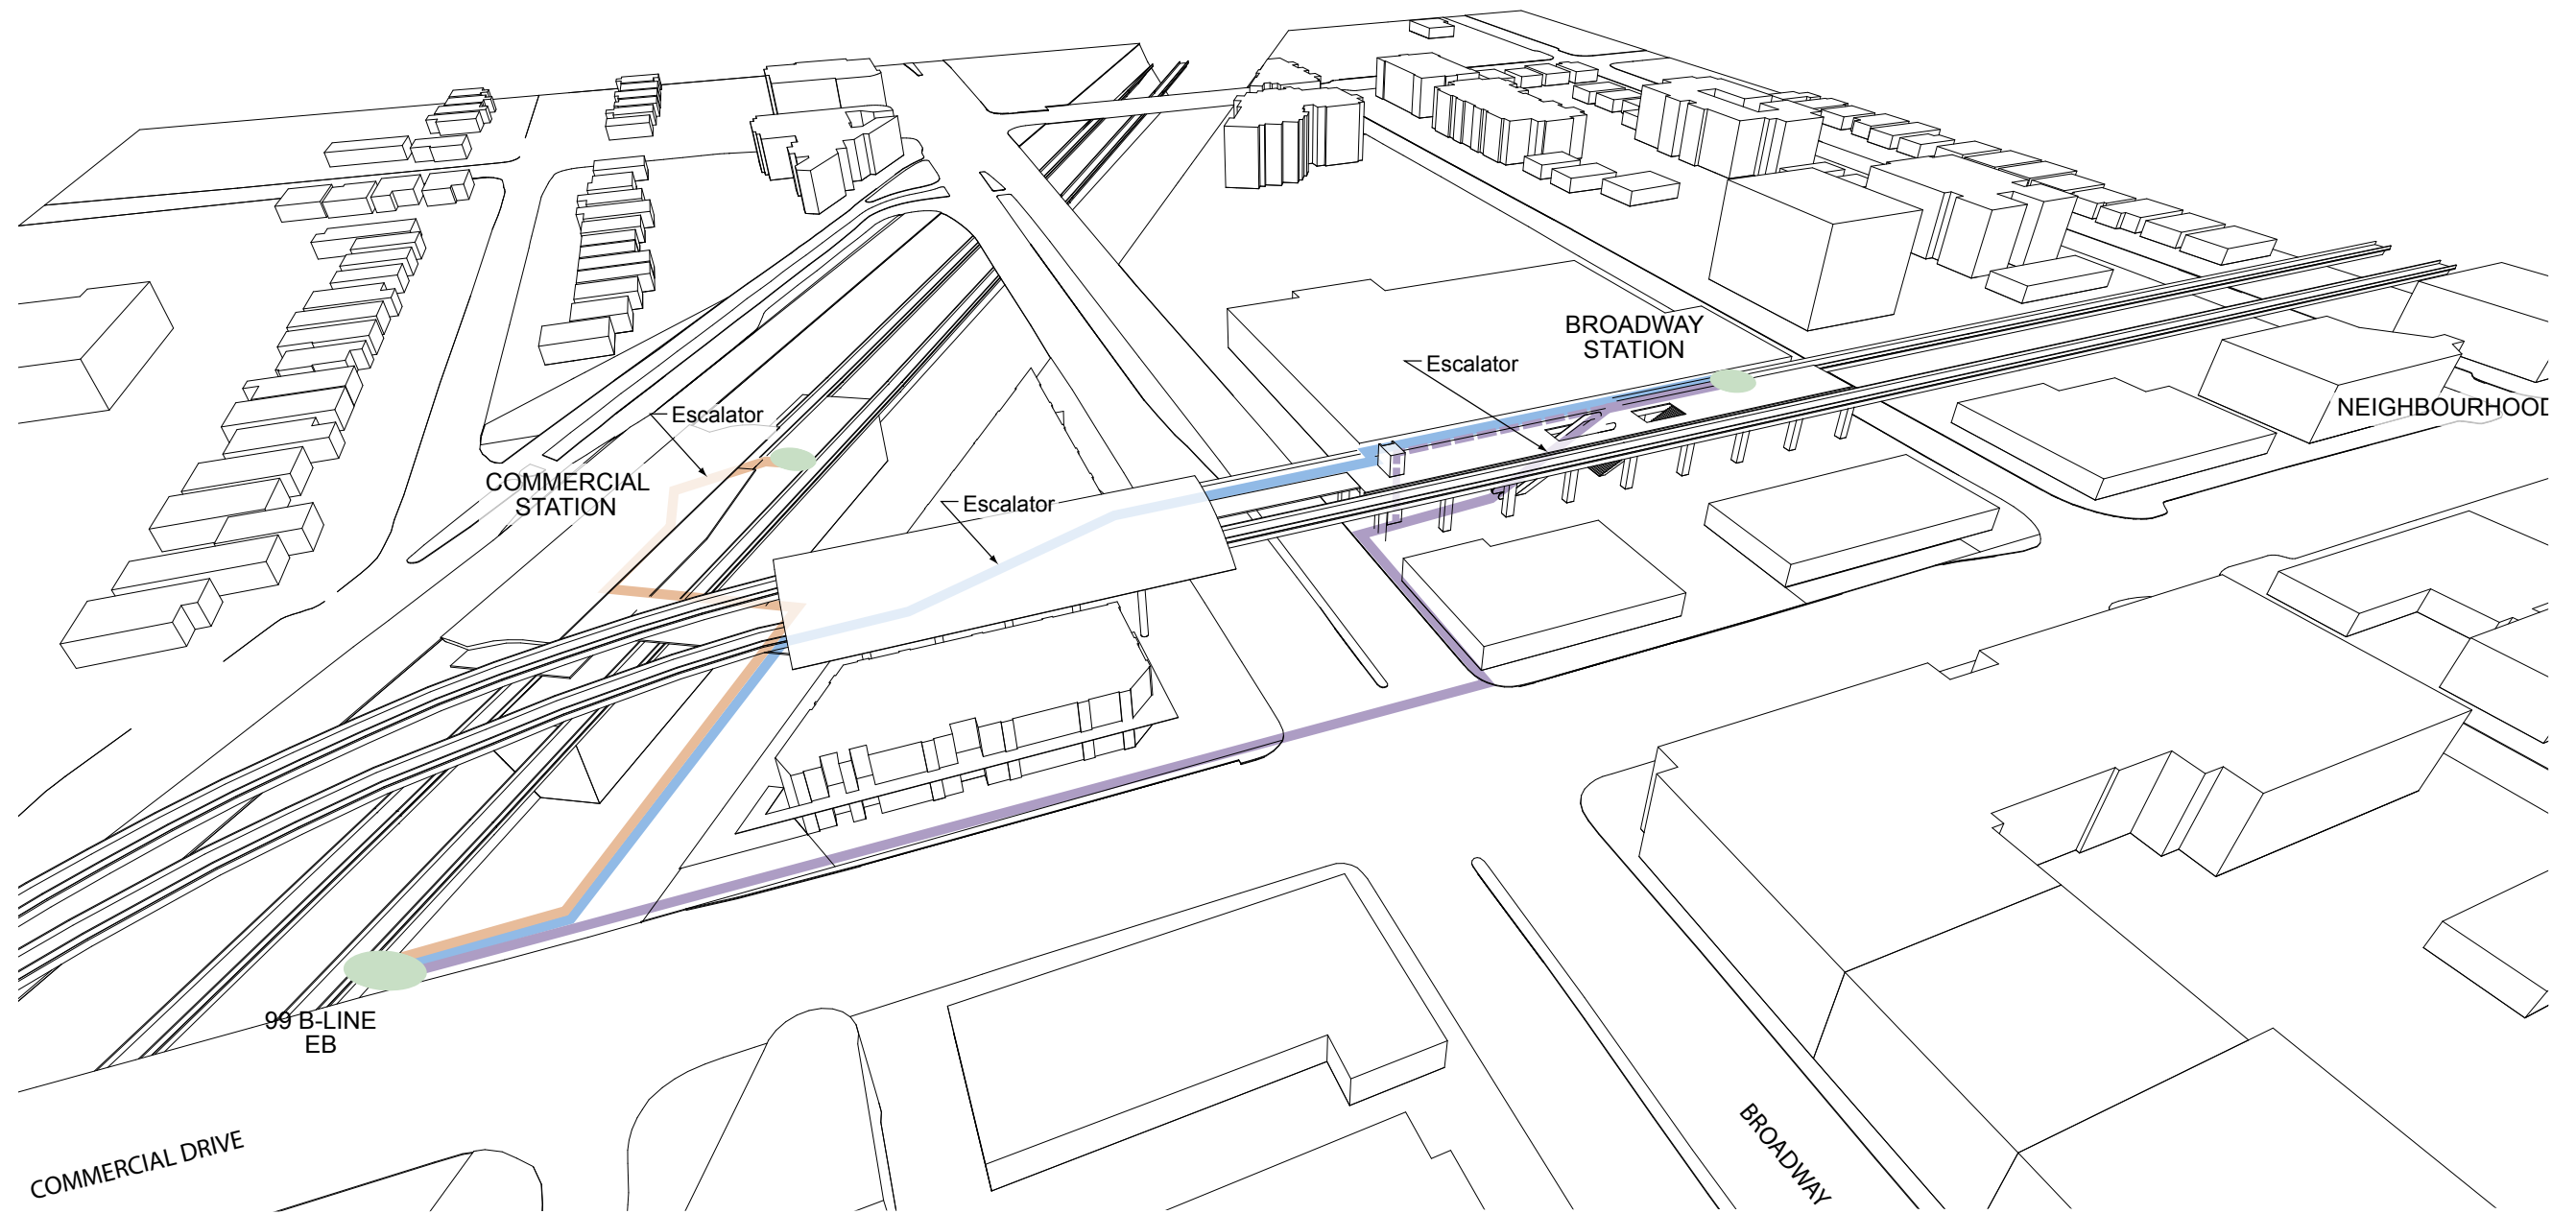 BROADWAY
STATION
Escalator
Escalator
NEIGHBOURHOOD
COMMERCIAL
STATION
Escalator
99 B-LINE
EB
COMMERCIAL DRIVE
BROADWAY